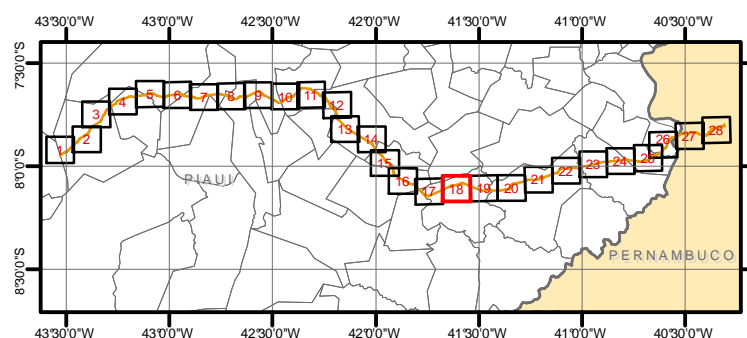 43°30'0"W 43°0'0"W 42°30'0"W 42°0'0"W 41°30'0"W 41°0'0"W 40°30'0"W
7°30'0"S
8°0'0"S
8°30'0"S
1 2 3 4 5 6 7 8 9 10 11 12 13 14 15 16 17 18 19 20 21 22 23 24 25 26 27 28
PIAUI
PERNAMBUCO
43°30'0"W 43°0'0"W 42°30'0"W 42°0'0"W 41°30'0"W 41°0'0"W 40°30'0"W